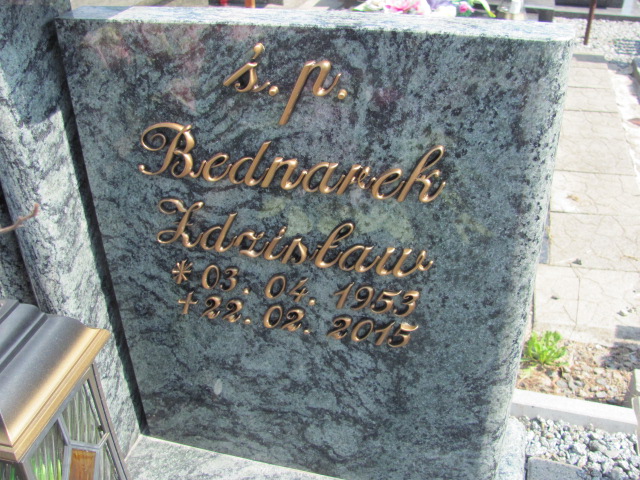 ś.p.
Bednarek
Zdzisław
* 03. 04. 1953
† 22. 02. 2015